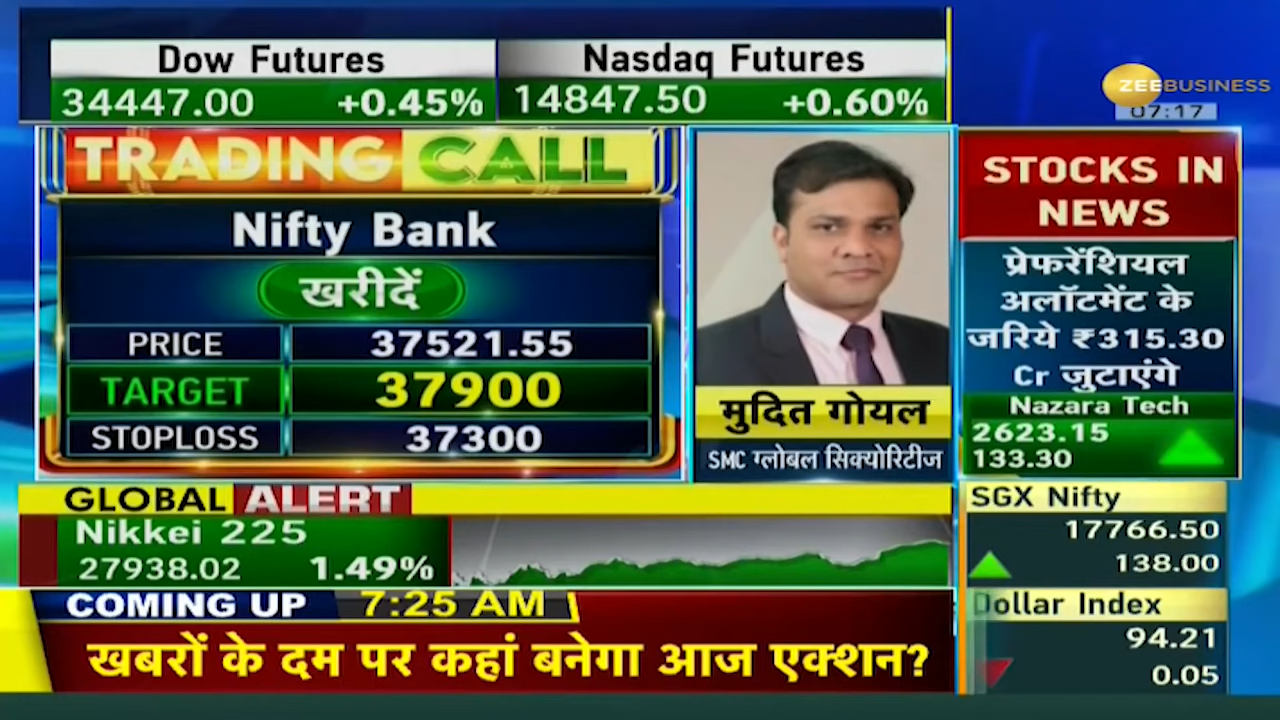 Dow Futures
34447.00 +0.45%
Nasdaq Futures
14847.50 +0.60%
ZEEBUSINESS
07:17
TRADING CALL
Nifty Bank
खरीदें
PRICE 37521.55
TARGET 37900
STOPLOSS 37300
मुदित गोयल
SMC ग्लोबल सिक्योरिटीज
STOCKS IN
NEWS
प्रेफरेंशियल
अलॉटमेंट के
जरिये ₹315.30
Cr जुटाएंगे
Nazara Tech
2623.15
133.30
GLOBAL ALERT
Nikkei 225
27938.02 1.49%
SGX Nifty
17766.50
138.00
Dollar Index
94.21
0.05
COMING UP 7:25 AM
खबरों के दम पर कहां बनेगा आज एक्शन?